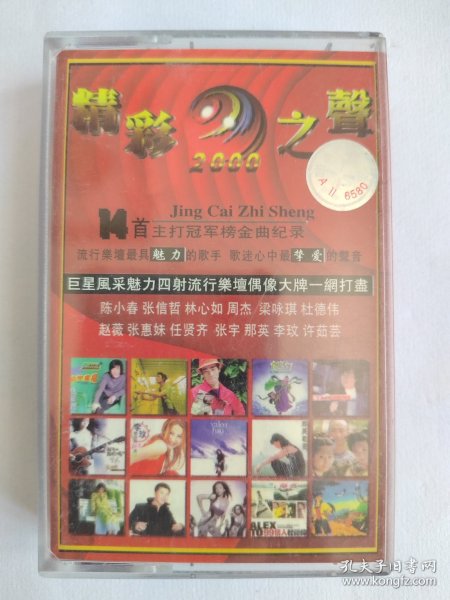 精彩 之聲
2000
A II 6580
Jing Cai Zhi Sheng
14首主打冠军榜金曲纪录
流行樂壇最具魅力的歌手 歌迷心中最摯爱的聲音
巨星風采魅力四射流行樂壇偶像大牌一網打盡
陈小春 张信哲 林心如 周杰 梁咏琪 杜德伟
赵薇 张惠妹 任贤齐 张宇 那英 李玟 许茹芸
李玟
ALEX
TO
孔夫子旧书网
www.kongfz.com